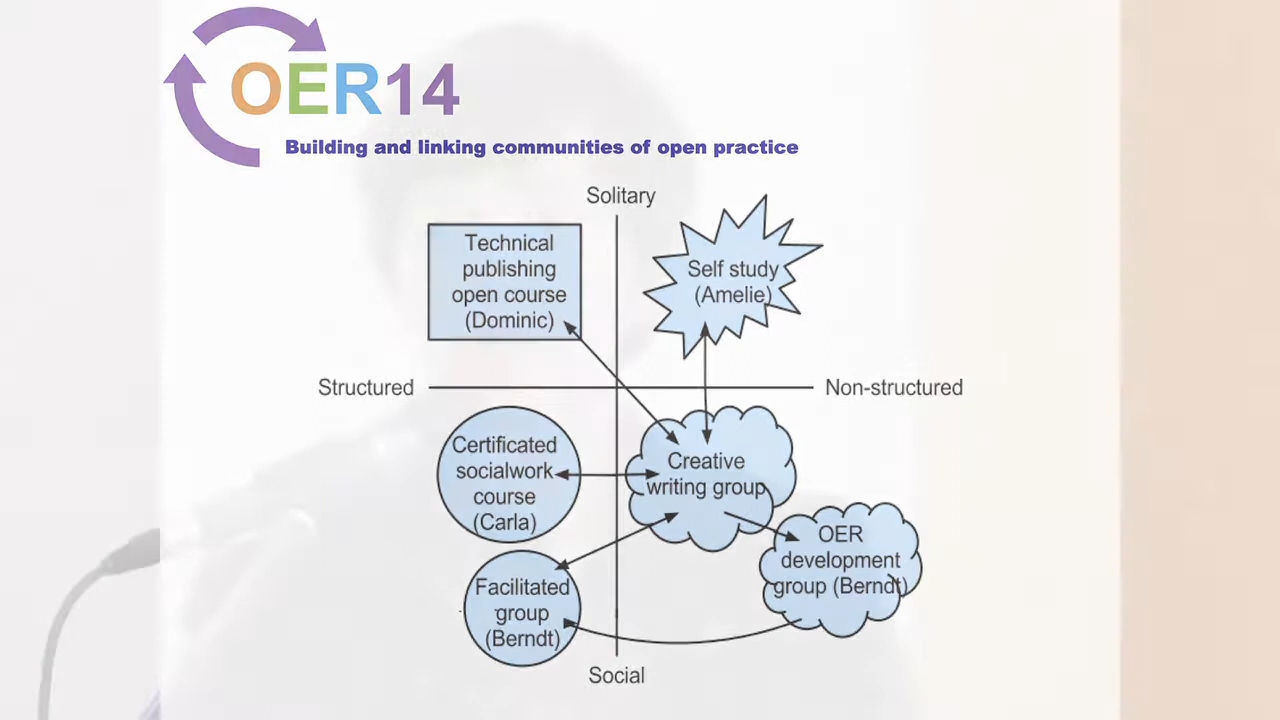 OER14
Building and linking communities of open practice
Solitary
Technical
publishing
open course
(Dominic)
Self study
(Amelie)
Structured
Non-structured
Certificated
socialwork
course
(Carla)
Creative
writing group
OER
development
group (Berndt)
Facilitated
group
(Berndt)
Social